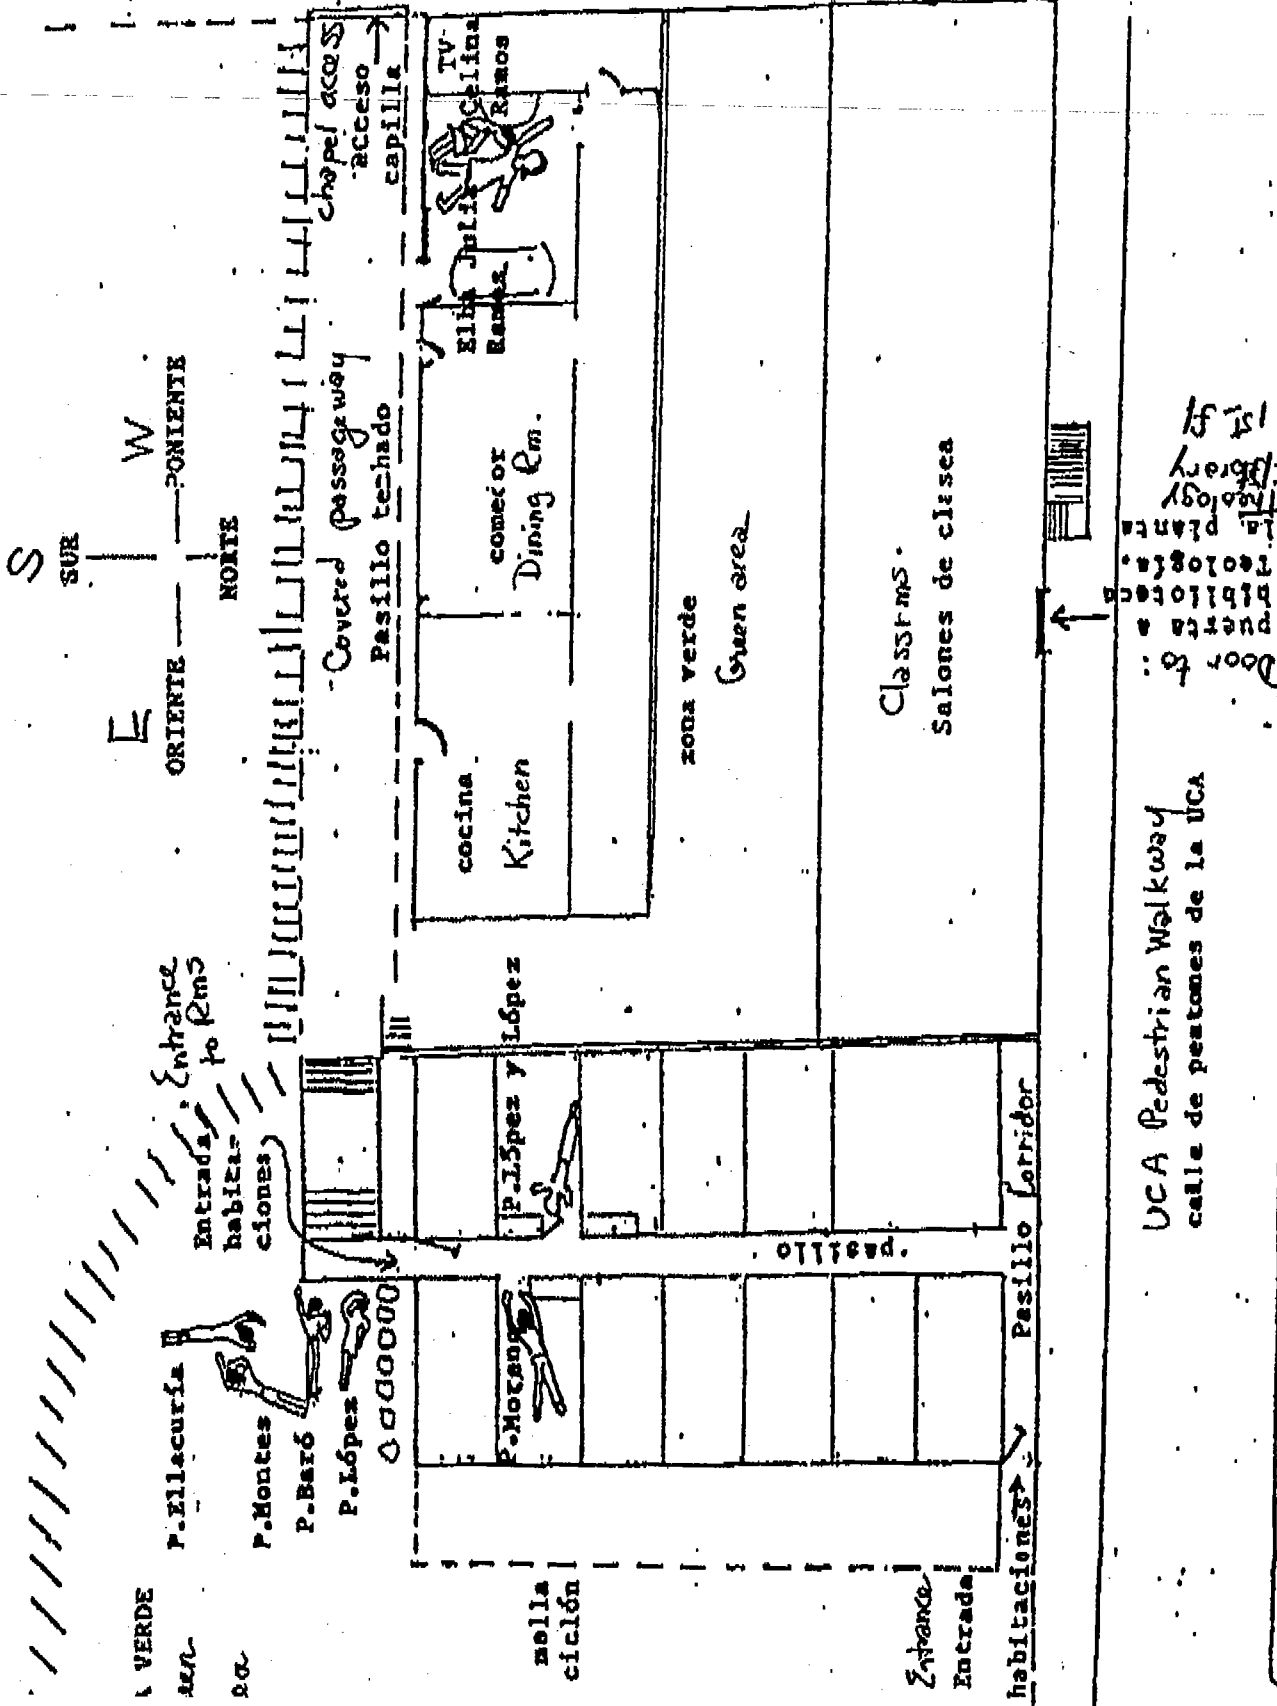 S
SUR
E
W
ORIENTE
PONIENTE
NORTE
chapel access
acceso
capilla
TV-
Celina
Ramos
Elba Julia
Ramos
Covered passageway
Pasillo techado
comedor
Dining Rm.
cocina
Kitchen
zona verde
Green area
Classrms.
Salones de clasea
Door to:
puerta a
biblioteca
Teología.
1a. planta
Theology
library
1st. fl
Entrance
to Rms
Entrada
habita-
ciones
P.López y López
pasillo
P.Ellacuría
P.Montes
P.Baró
P.López
P.Moreno
VERDE
malla
ciclón
Entrance
Entrada
habitaciones
Pasillo Corridor
UCA Pedestrian Walkway
calle de peatones de la UCA